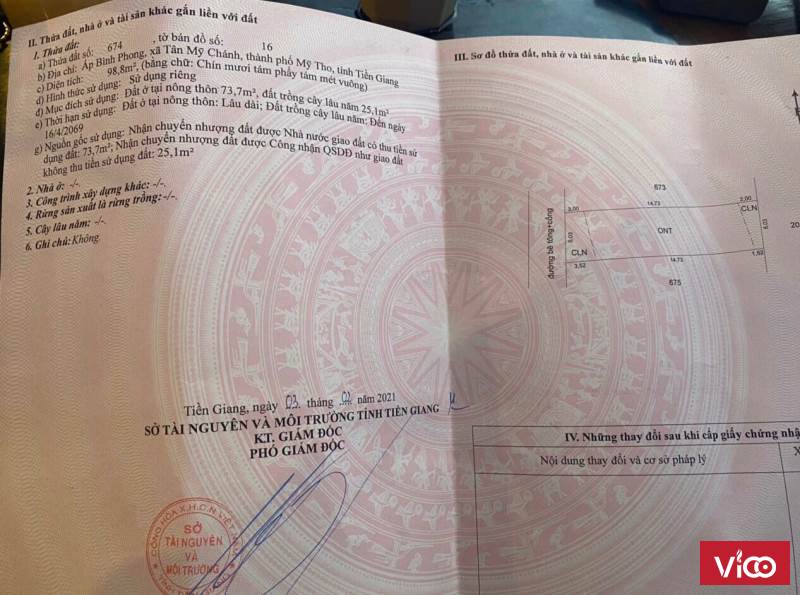 II. Thửa đất, nhà ở và tài sản khác gắn liền với đất
1. Thửa đất:
a) Thửa đất số: 674 , tờ bản đồ số: 16
b) Địa chỉ: Ấp Bình Phong, xã Tân Mỹ Chánh, thành phố Mỹ Tho, tỉnh Tiền Giang
c) Diện tích: 98,8m², (bằng chữ: Chín mươi tám phẩy tám mét vuông)
d) Hình thức sử dụng: Sử dụng riêng
đ) Mục đích sử dụng: Đất ở tại nông thôn 73,7m², đất trồng cây lâu năm 25,1m²
e) Thời hạn sử dụng: Đất ở tại nông thôn: Lâu dài; Đất trồng cây lâu năm: Đến ngày
16/4/2069
g) Nguồn gốc sử dụng: Nhận chuyển nhượng đất được Nhà nước giao đất có thu tiền sử
dụng đất: 73,7m²; Nhận chuyển nhượng đất được Công nhận QSDĐ như giao đất
không thu tiền sử dụng đất: 25,1m²
2. Nhà ở: -/-.
3. Công trình xây dựng khác: -/-.
4. Rừng sản xuất là rừng trồng: -/-.
5. Cây lâu năm: -/-.
6. Ghi chú: Không.
Tiền Giang, ngày 03 tháng 02 năm 2021
SỞ TÀI NGUYÊN VÀ MÔI TRƯỜNG TỈNH TIỀN GIANG
KT. GIÁM ĐỐC
PHÓ GIÁM ĐỐC
CỘNG HÒA X.H.C.N VIỆT NAM
SỞ
TÀI NGUYÊN
VÀ
MÔI TRƯỜNG
III. Sơ đồ thửa đất, nhà ở và tài sản khác gắn liền với đất
673
3,00 14,73 2,00
CLN
đường bê tông+cống
5,03 ONT 5,03
20
CLN
3,52 14,73 1,52
675
IV. Những thay đổi sau khi cấp giấy chứng nhậ
Nội dung thay đổi và cơ sở pháp lý
X
ViCO